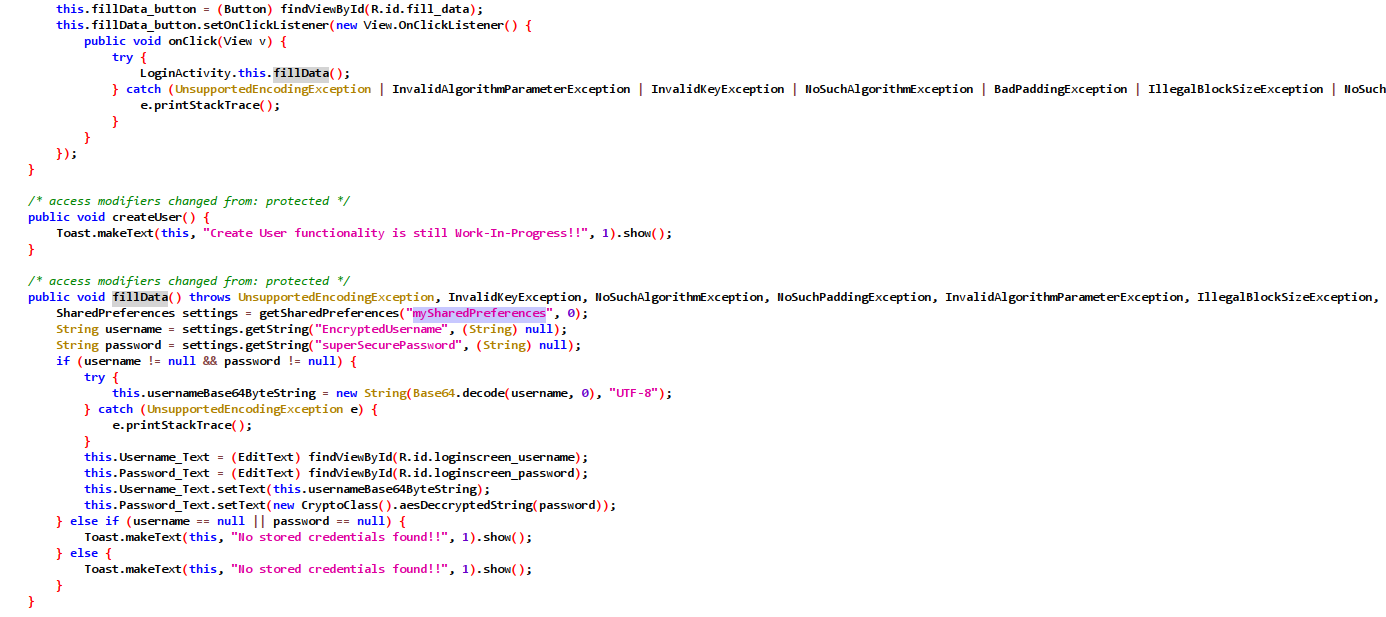 this.fillData_button = (Button) findViewById(R.id.fill_data);
this.fillData_button.setOnClickListener(new View.OnClickListener() {
public void onClick(View v) {
try {
LoginActivity.this.fillData();
} catch (UnsupportedEncodingException | InvalidAlgorithmParameterException | InvalidKeyException | NoSuchAlgorithmException | BadPaddingException | IllegalBlockSizeException | NoSuch
e.printStackTrace();
}
}
});
}
/* access modifiers changed from: protected */
public void createUser() {
Toast.makeText(this, "Create User functionality is still Work-In-Progress!!", 1).show();
}
/* access modifiers changed from: protected */
public void fillData() throws UnsupportedEncodingException, InvalidKeyException, NoSuchAlgorithmException, NoSuchPaddingException, InvalidAlgorithmParameterException, IllegalBlockSizeException,
SharedPreferences settings = getSharedPreferences("mySharedPreferences", 0);
String username = settings.getString("EncryptedUsername", (String) null);
String password = settings.getString("superSecurePassword", (String) null);
if (username != null && password != null) {
try {
this.usernameBase64ByteString = new String(Base64.decode(username, 0), "UTF-8");
} catch (UnsupportedEncodingException e) {
e.printStackTrace();
}
this.Username_Text = (EditText) findViewById(R.id.loginscreen_username);
this.Password_Text = (EditText) findViewById(R.id.loginscreen_password);
this.Username_Text.setText(this.usernameBase64ByteString);
this.Password_Text.setText(new CryptoClass().aesDeccryptedString(password));
} else if (username == null || password == null) {
Toast.makeText(this, "No stored credentials found!!", 1).show();
} else {
Toast.makeText(this, "No stored credentials found!!", 1).show();
}
}